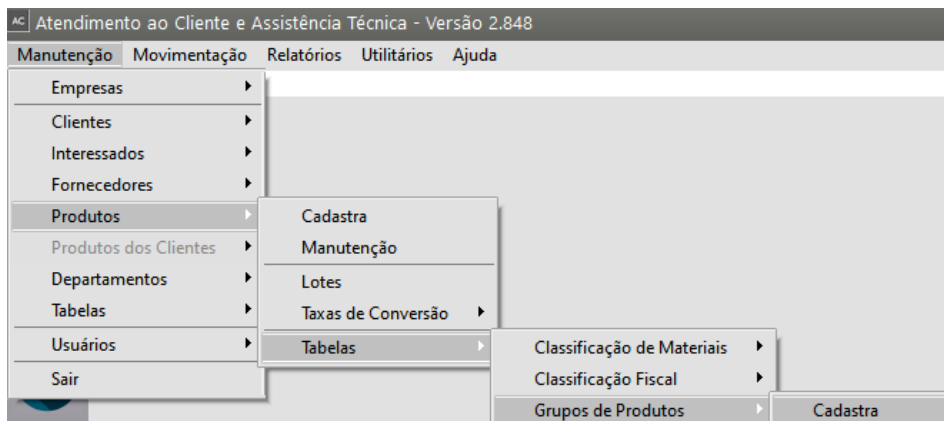 AC Atendimento ao Cliente e Assistência Técnica - Versão 2.848
Manutenção Movimentação Relatórios Utilitários Ajuda
Empresas
Clientes
Interessados
Fornecedores
Produtos
Produtos dos Clientes
Departamentos
Tabelas
Usuários
Sair
Cadastra
Manutenção
Lotes
Taxas de Conversão
Tabelas
Classificação de Materiais
Classificação Fiscal
Grupos de Produtos
Cadastra